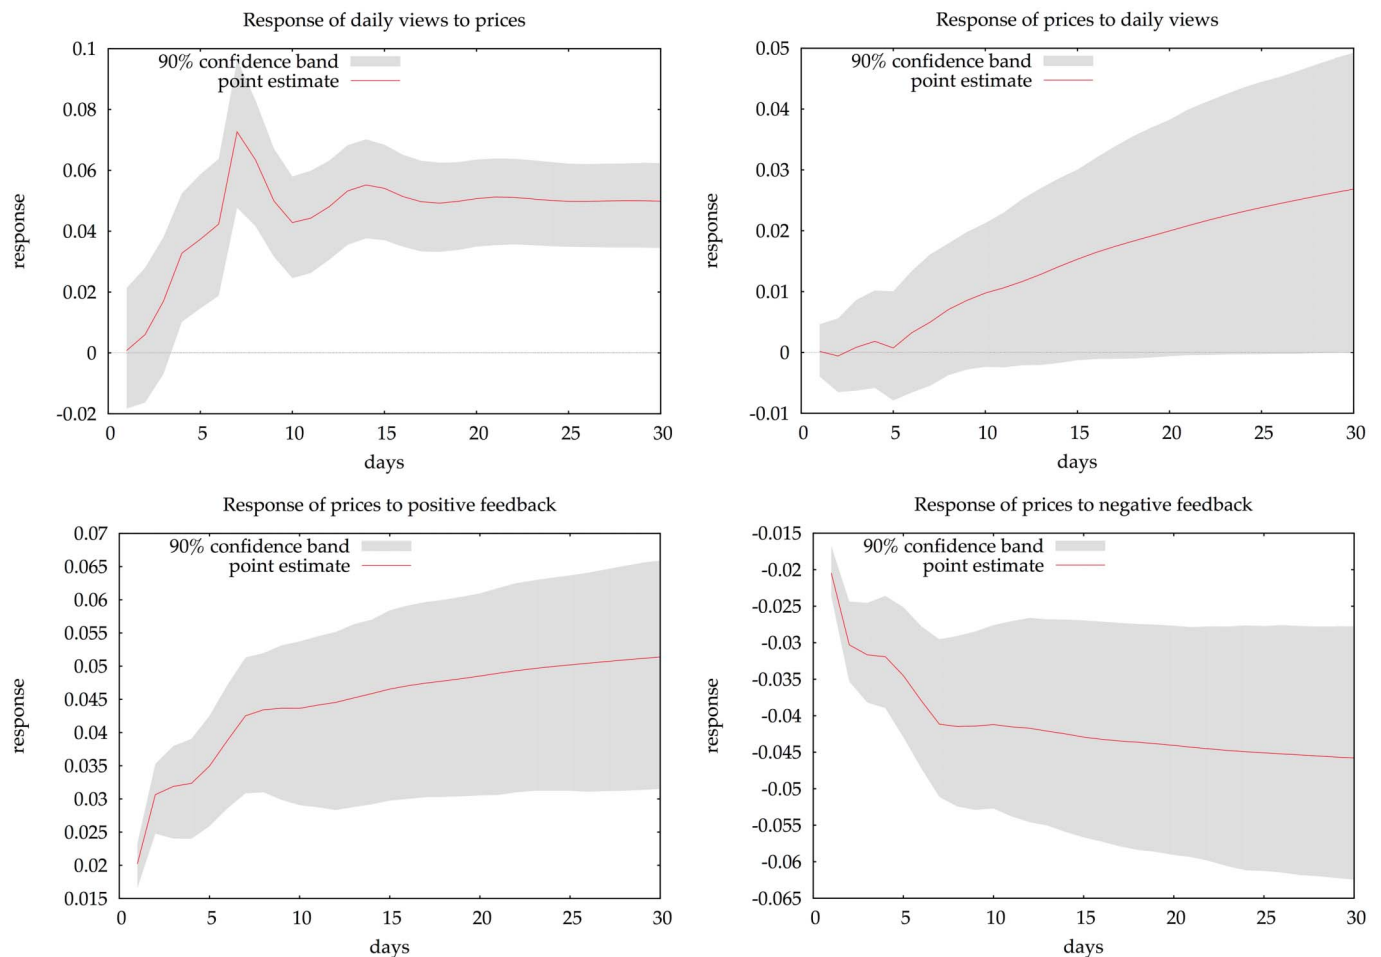 Response of daily views to prices
90% confidence band
point estimate
response
0.1
0.08
0.06
0.04
0.02
0
-0.02
0 5 10 15 20 25 30
days
Response of prices to daily views
90% confidence band
point estimate
response
0.05
0.04
0.03
0.02
0.01
0
-0.01
0 5 10 15 20 25 30
days
Response of prices to positive feedback
90% confidence band
point estimate
response
0.07
0.065
0.06
0.055
0.05
0.045
0.04
0.035
0.03
0.025
0.02
0.015
0 5 10 15 20 25 30
days
Response of prices to negative feedback
90% confidence band
point estimate
response
-0.015
-0.02
-0.025
-0.03
-0.035
-0.04
-0.045
-0.05
-0.055
-0.06
-0.065
0 5 10 15 20 25 30
days